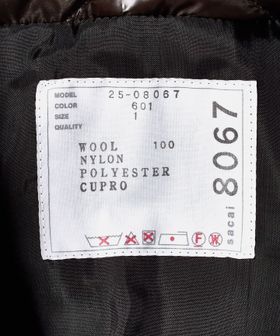 MODEL 25-08067
COLOR 601
SIZE 1
QUALITY
WOOL 100
NYLON
POLYESTER
CUPRO
F W
sacai 8067